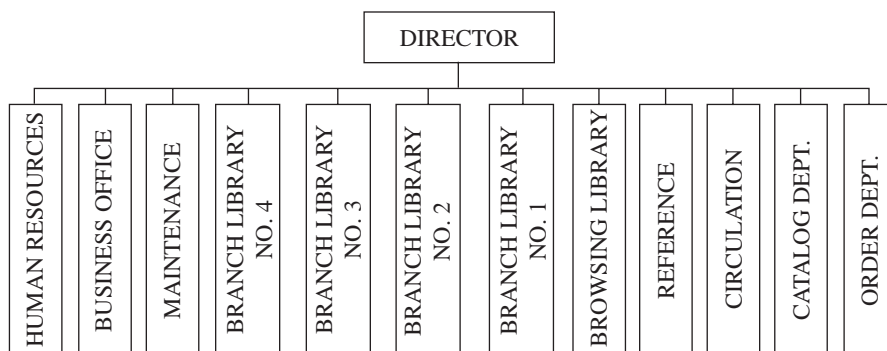 DIRECTOR
HUMAN RESOURCES
BUSINESS OFFICE
MAINTENANCE
BRANCH LIBRARY
NO. 4
BRANCH LIBRARY
NO. 3
BRANCH LIBRARY
NO. 2
BRANCH LIBRARY
NO. 1
BROWSING LIBRARY
REFERENCE
CIRCULATION
CATALOG DEPT.
ORDER DEPT.